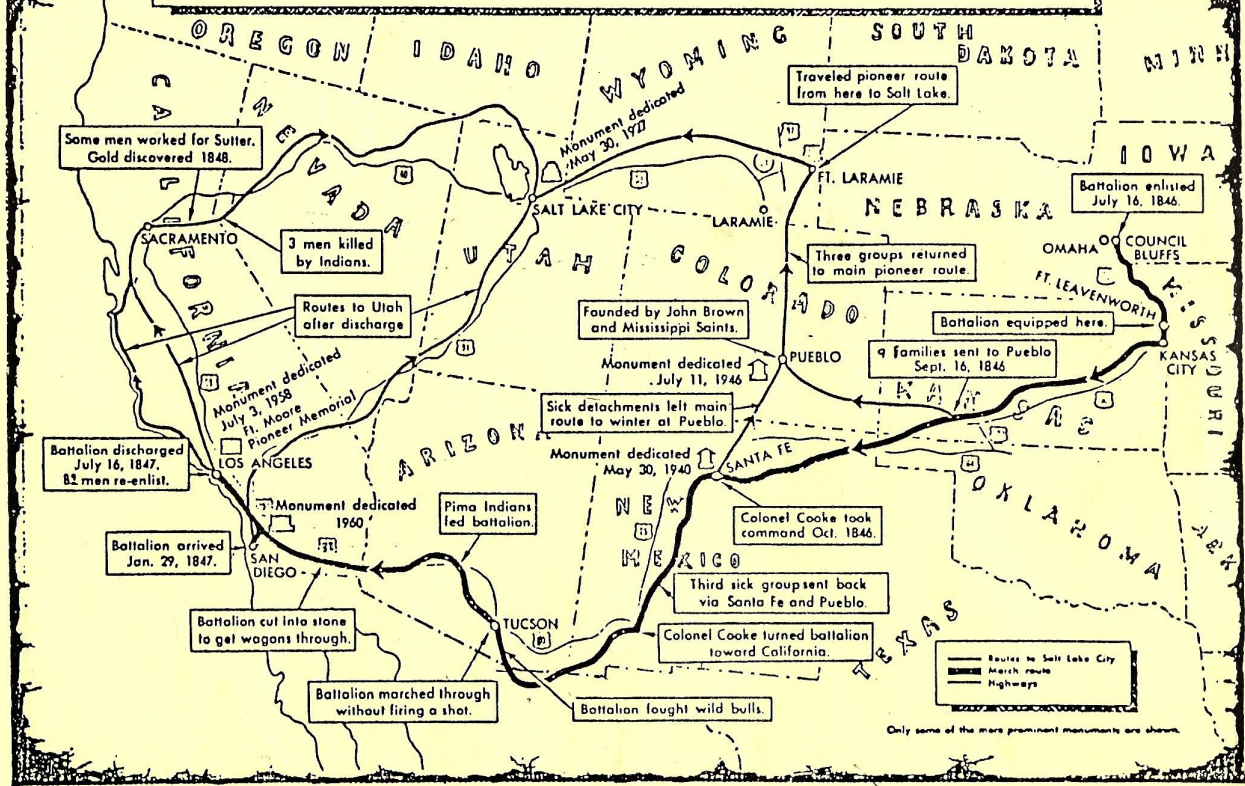 OREGON
IDAHO
WYOMING
SOUTH
DAKOTA
MINN
CALIFORNIA
NEVADA
UTAH
COLORADO
NEBRASKA
IOWA
MISSOURI
KANSAS
OKLAHOMA
ARIZONA
NEW
MEXICO
TEXAS
Traveled pioneer route
from here to Salt Lake.
Monument dedicated
Some men worked for Sutter.
Gold discovered 1848.
FT. LARAMIE
LARAMIE
SALT LAKE CITY
Battalion enlisted
July 16, 1846.
OMAHA
COUNCIL
BLUFFS
SACRAMENTO
3 men killed
by Indians.
Three groups returned
to main pioneer route.
FT. LEAVENWORTH
Routes to Utah
after discharge
Founded by John Brown
and Mississippi Saints.
Battalion equipped here.
KANSAS
CITY
PUEBLO
9 Families sent to Pueblo
Sept. 16, 1846
Monument dedicated
July 11, 1946
Monument dedicated
July 3, 1958
Ft. Moore
Pioneer Memorial
Sick detachments left main
route to winter at Pueblo.
Battalion discharged
July 16, 1847.
82 men re-enlist.
LOS ANGELES
Monument dedicated
May 30, 1940
SANTA FE
Monument dedicated
1960
Pima Indians
fed battalion.
Colonel Cooke took
command Oct. 1846.
Battalion arrived
Jan. 29, 1847.
SAN
DIEGO
Third sick group sent back
via Santa Fe and Pueblo.
Battalion cut into stone
to get wagons through.
TUCSON
Colonel Cooke turned battalion
toward California.
Battalion marched through
without firing a shot.
Battalion fought wild bulls.
Routes to Salt Lake City
March route
Highways
Only some of the more prominent monuments are shown.